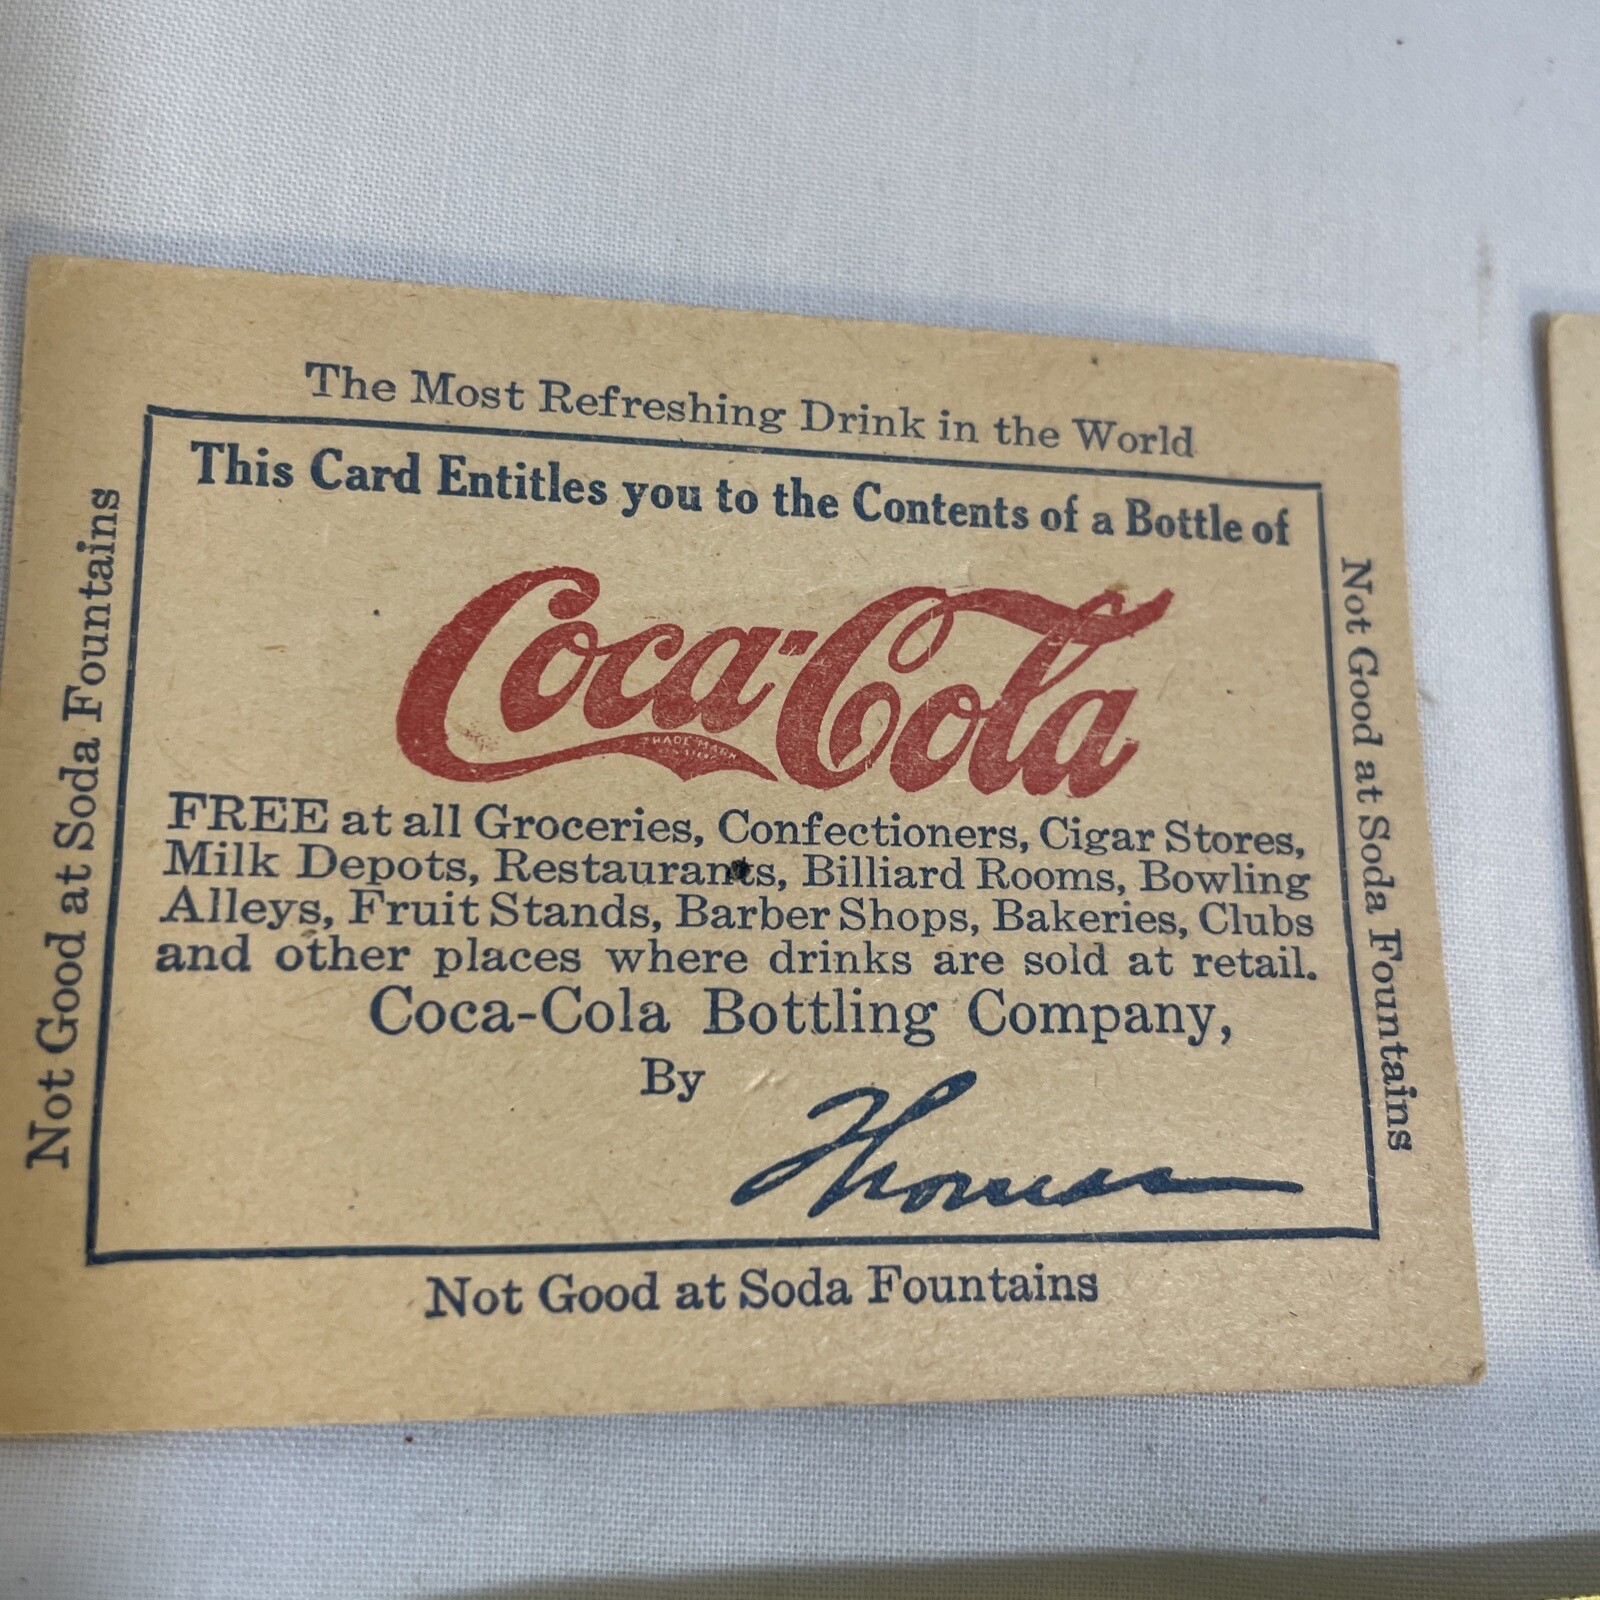 The Most Refreshing Drink in the World
This Card Entitles you to the Contents of a Bottle of
Coca-Cola
TRADE MARK
FREE at all Groceries, Confectioners, Cigar Stores,
Milk Depots, Restaurants, Billiard Rooms, Bowling
Alleys, Fruit Stands, Barber Shops, Bakeries, Clubs
and other places where drinks are sold at retail.
Coca-Cola Bottling Company,
By
Thomas
Not Good at Soda Fountains
Not Good at Soda Fountains
Not Good at Soda Fountains